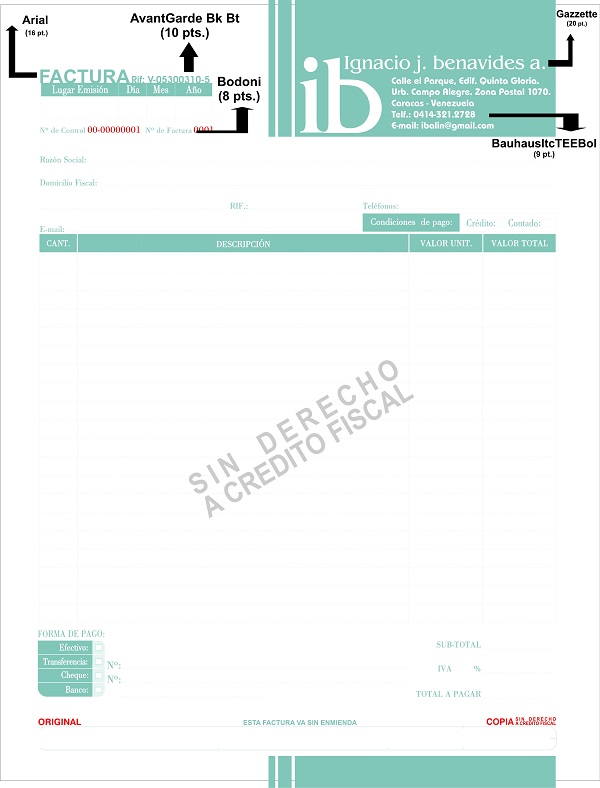 Arial
(16 pt.)
AvantGarde Bk Bt
(10 pts.)
Gazzette
(20 pt.)
FACTURA Rif: V-05300310-5
Bodoni
(8 pts.)
Lugar Emisión Día Mes Año
Nº de Control 00-00000001 Nº de Factura 0001
ib
Ignacio j. benavides a.
Calle el Parque, Edif. Quinta Gloria.
Urb. Campo Alegre. Zona Postal 1070.
Caracas - Venezuela
Telf.: 0414-321.2728
E-mail: ibalin@gmail.com
BauhausItcTEEBol
(9 pt.)
Razón Social:
Domicilio Fiscal:
RIF.: Teléfonos:
E-mail:
Condiciones de pago: Crédito: Contado:
CANT. DESCRIPCIÓN VALOR UNIT. VALOR TOTAL
SIN DERECHO
A CREDITO FISCAL
FORMA DE PAGO:
Efectivo:
Transferencia: Nº:
Cheque: Nº:
Banco:
SUB-TOTAL
IVA %
TOTAL A PAGAR
ORIGINAL ESTA FACTURA VA SIN ENMIENDA COPIA SIN DERECHO A CREDITO FISCAL